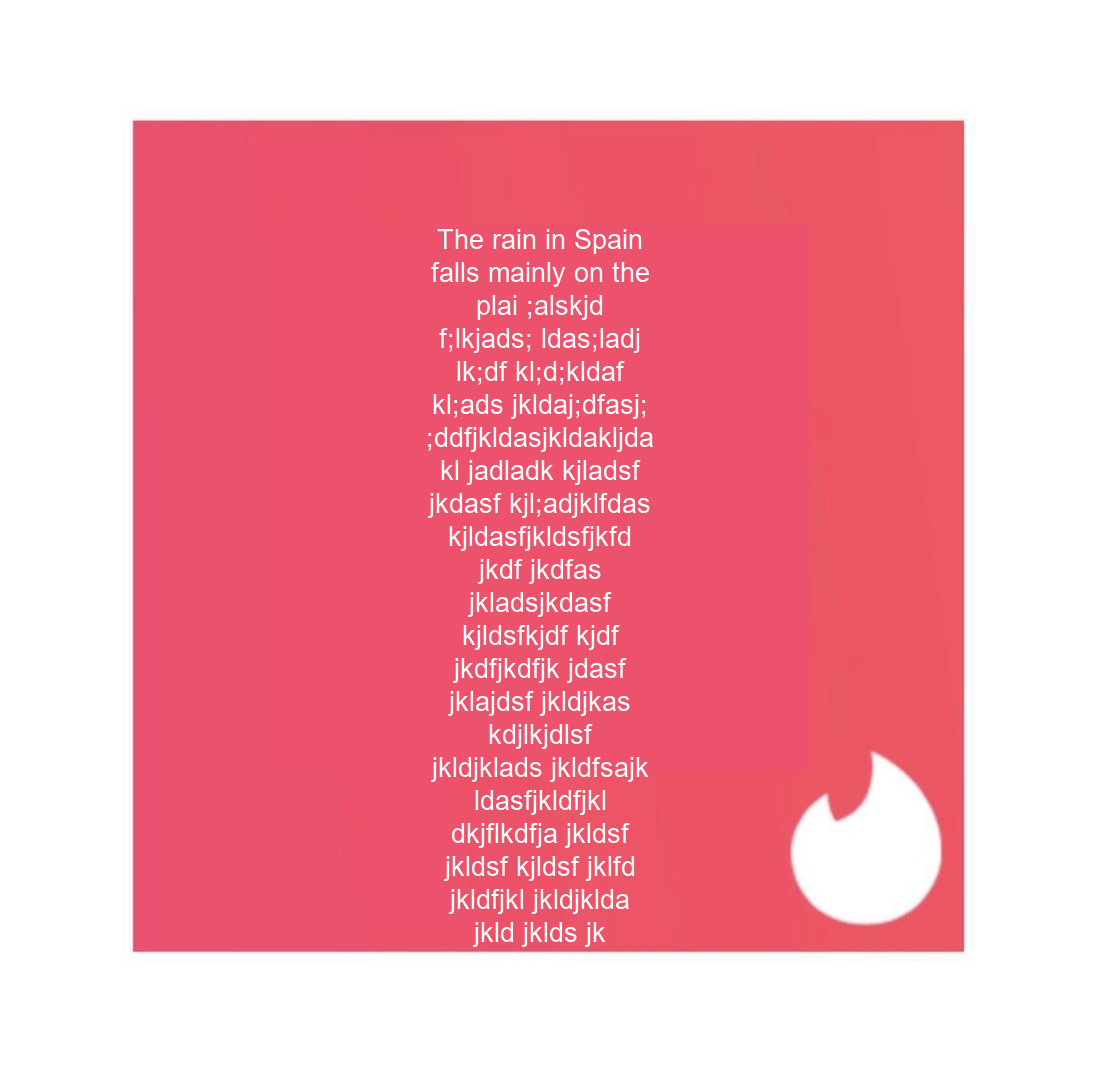 The rain in Spain
falls mainly on the
plai ;alskjd
f;lkjads; ldas;ladj
lk;df kl;d;kldaf
kl;ads jkldaj;dfasj;
;ddfjkldasjkldakljda
kl jadladk kjladsf
jkdasf kjl;adjklfdas
kjldasfjkldsfjkfd
jkdf jkdfas
jkladsjkdasf
kjldsfkjdf kjdf
jkdfjkdfjk jdasf
jklajdsf jkldjkas
kdjlkjdlsf
jkldjklads jkldfsajk
ldasfjkldfjkl
dkjflkdfja jkldsf
jkldsf kjldsf jklfd
jkldfjkl jkldjklda
jkld jklds jk